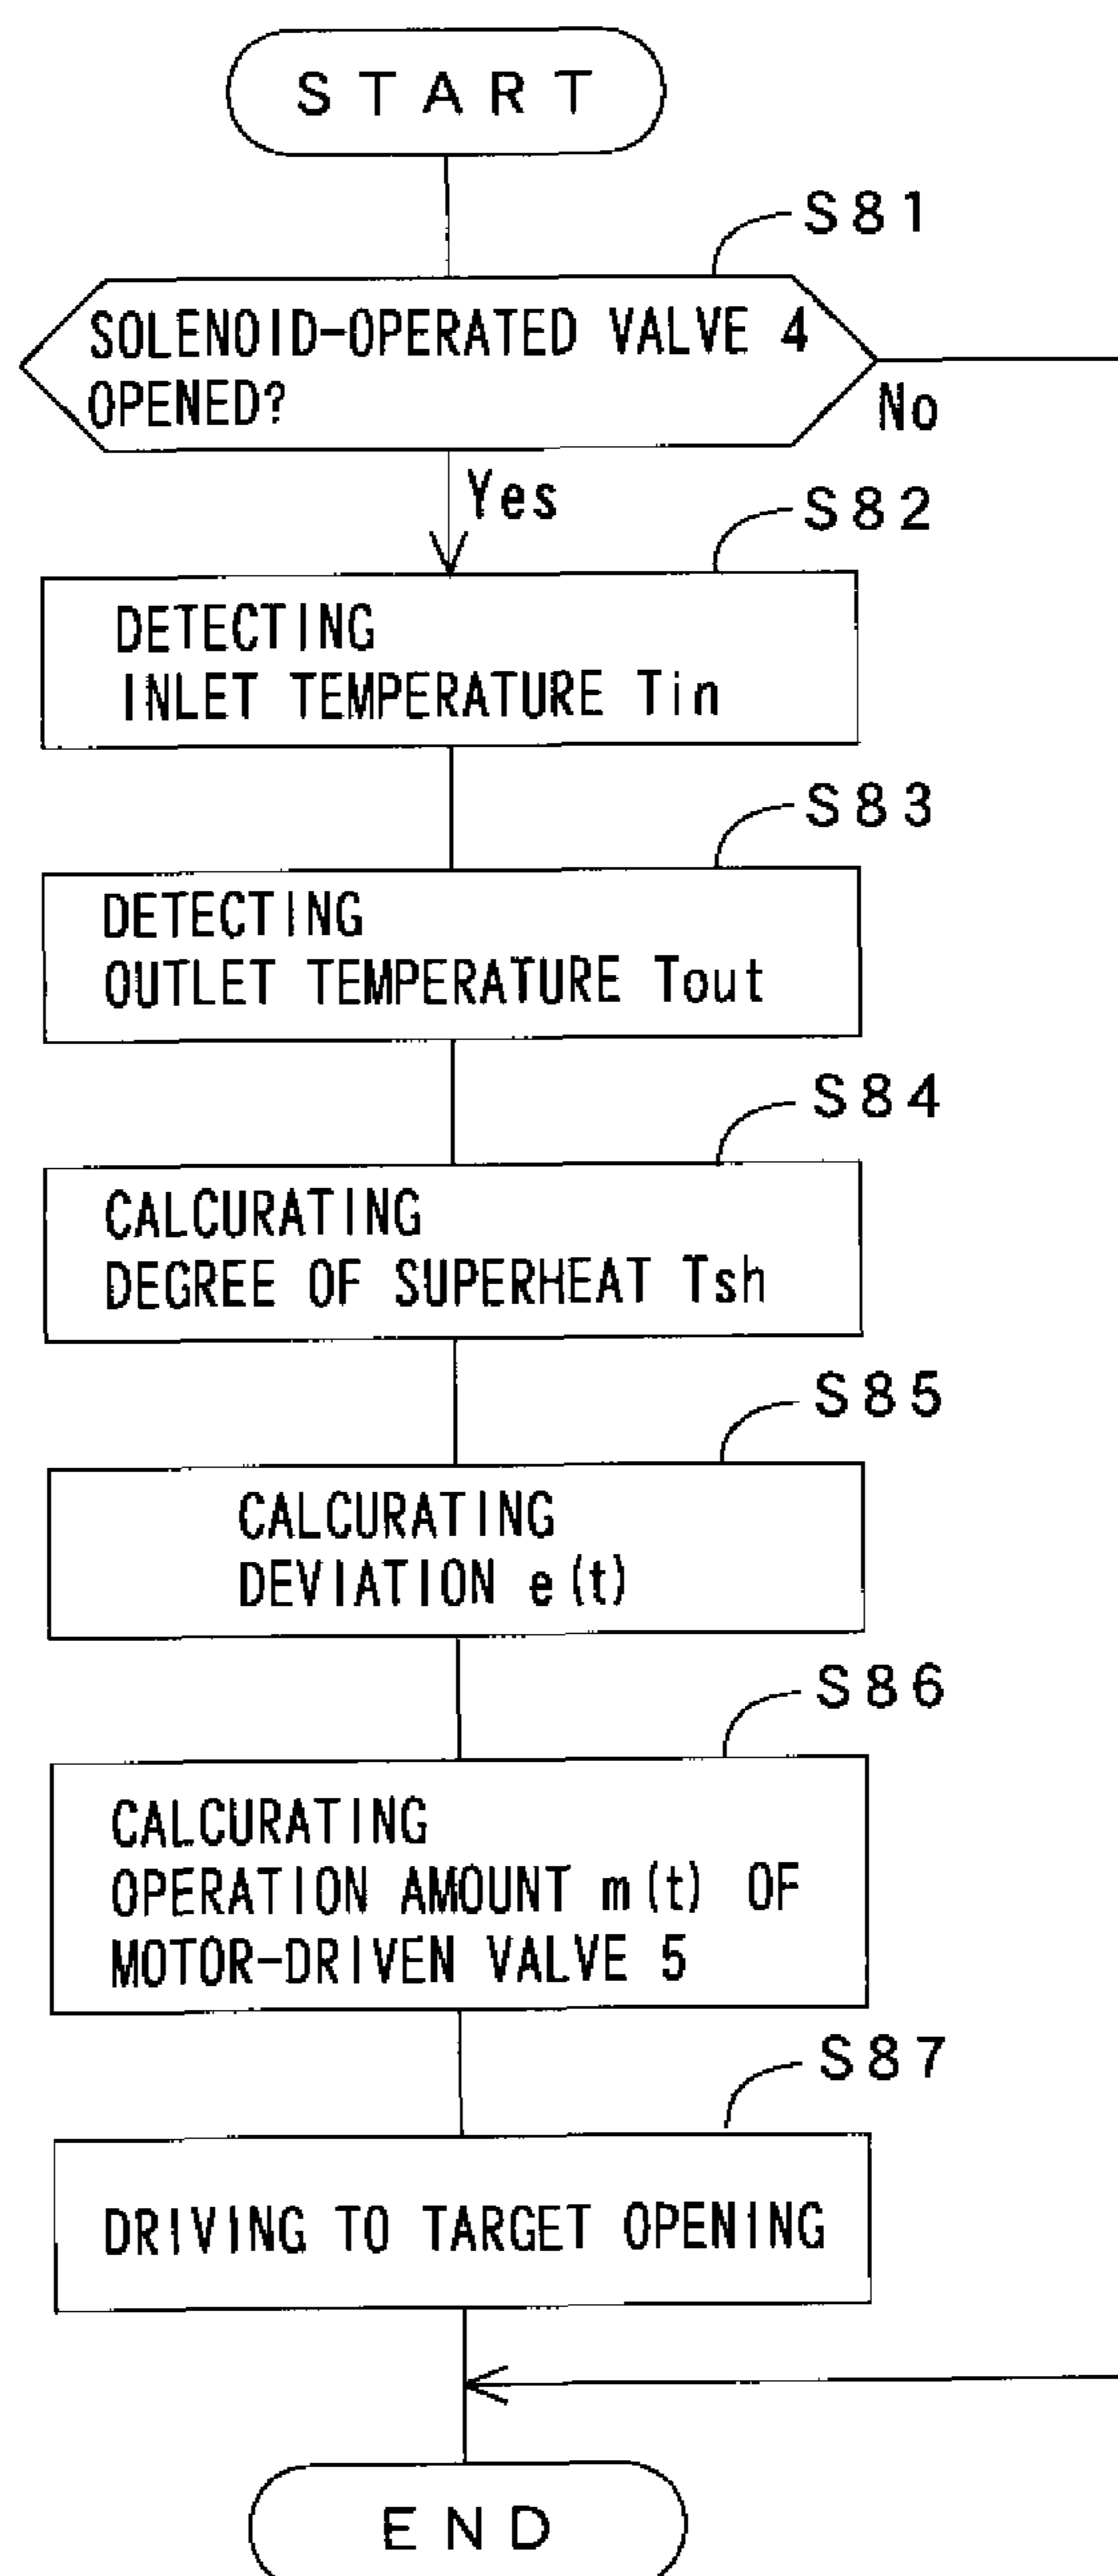 START
S81
SOLENOID-OPERATED VALVE 4
OPENED?
No
Yes
S82
DETECTING
INLET TEMPERATURE Tin
S83
DETECTING
OUTLET TEMPERATURE Tout
S84
CALCURATING
DEGREE OF SUPERHEAT Tsh
S85
CALCURATING
DEVIATION e(t)
S86
CALCURATING
OPERATION AMOUNT m(t) OF
MOTOR-DRIVEN VALVE 5
S87
DRIVING TO TARGET OPENING
END